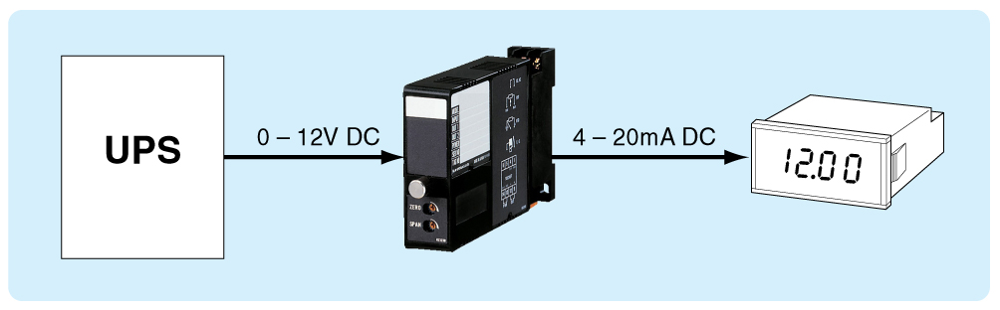 UPS
0 – 12V DC
4 – 20mA DC
12.00
ZERO
SPAN